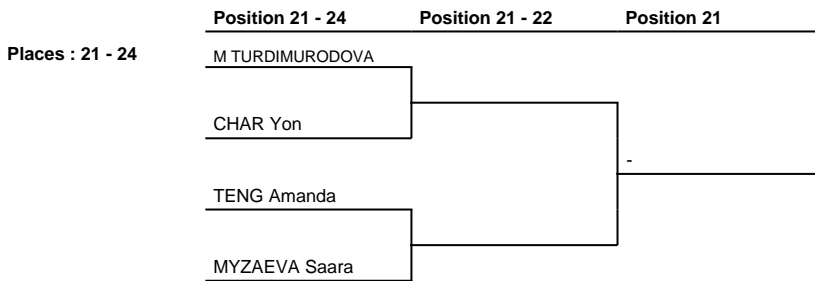 Position 21 - 24 Position 21 - 22 Position 21
Places : 21 - 24
M TURDIMURODOVA
CHAR Yon
-
TENG Amanda
MYZAEVA Saara